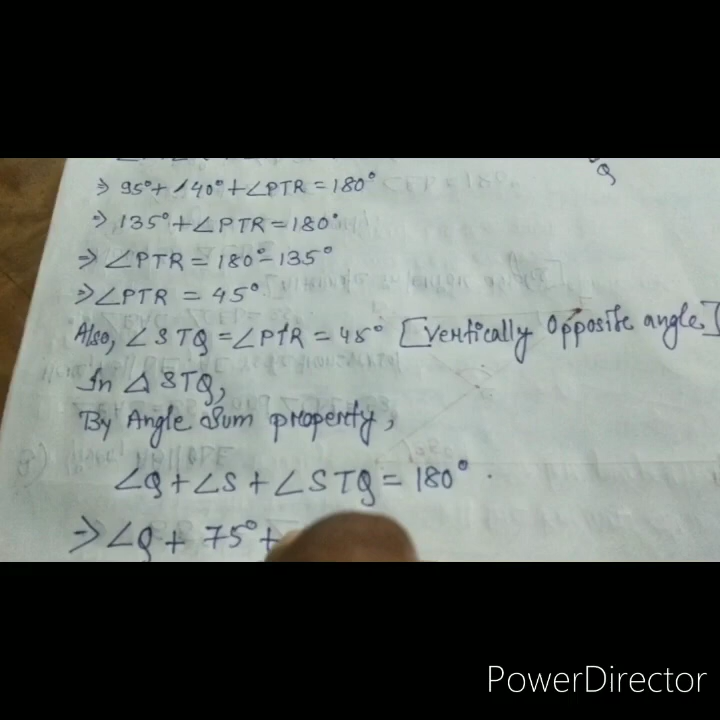 Q
⇒ 95°+ ∠40°+∠PTR = 180°
⇒ 135°+∠PTR = 180°
⇒ ∠PTR = 180°-135°
⇒ ∠PTR = 45°
Also, ∠STQ = ∠PTR = 45° [Vertically Opposite angle]
In △STQ,
By Angle Sum property,
∠Q + ∠S + ∠STQ = 180°.
⇒ ∠Q + 75° +
PowerDirector